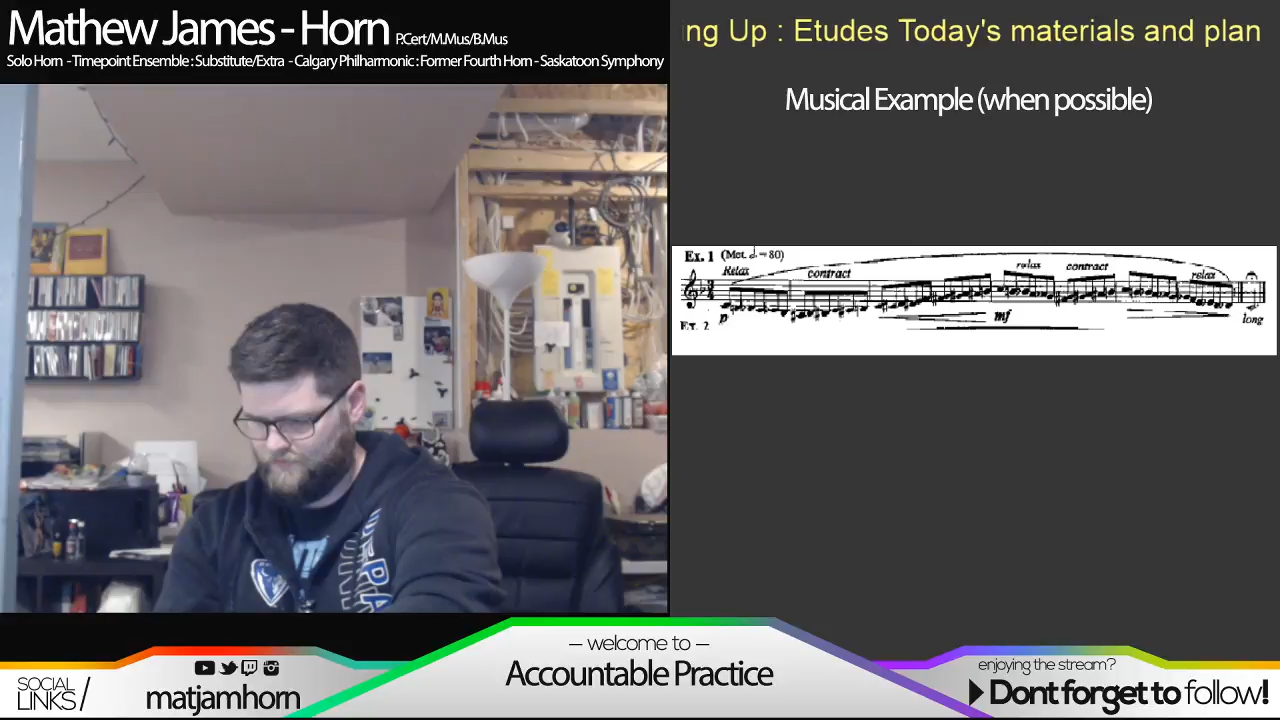 Mathew James - Horn P.Cert/M.Mus/B.Mus
Solo Horn - Timepoint Ensemble : Substitute/Extra - Calgary Philharmonic : Former Fourth Horn - Saskatoon Symphony
ing Up : Etudes Today's materials and plan
Musical Example (when possible)
Ex. 1 (Met. 𝅗𝅥. = 80)
Relax contract relax contract relax
p mf long
Ex. 2
SOCIAL LINKS/
matjamhorn
– welcome to –
Accountable Practice
enjoying the stream?
Dont forget to follow!